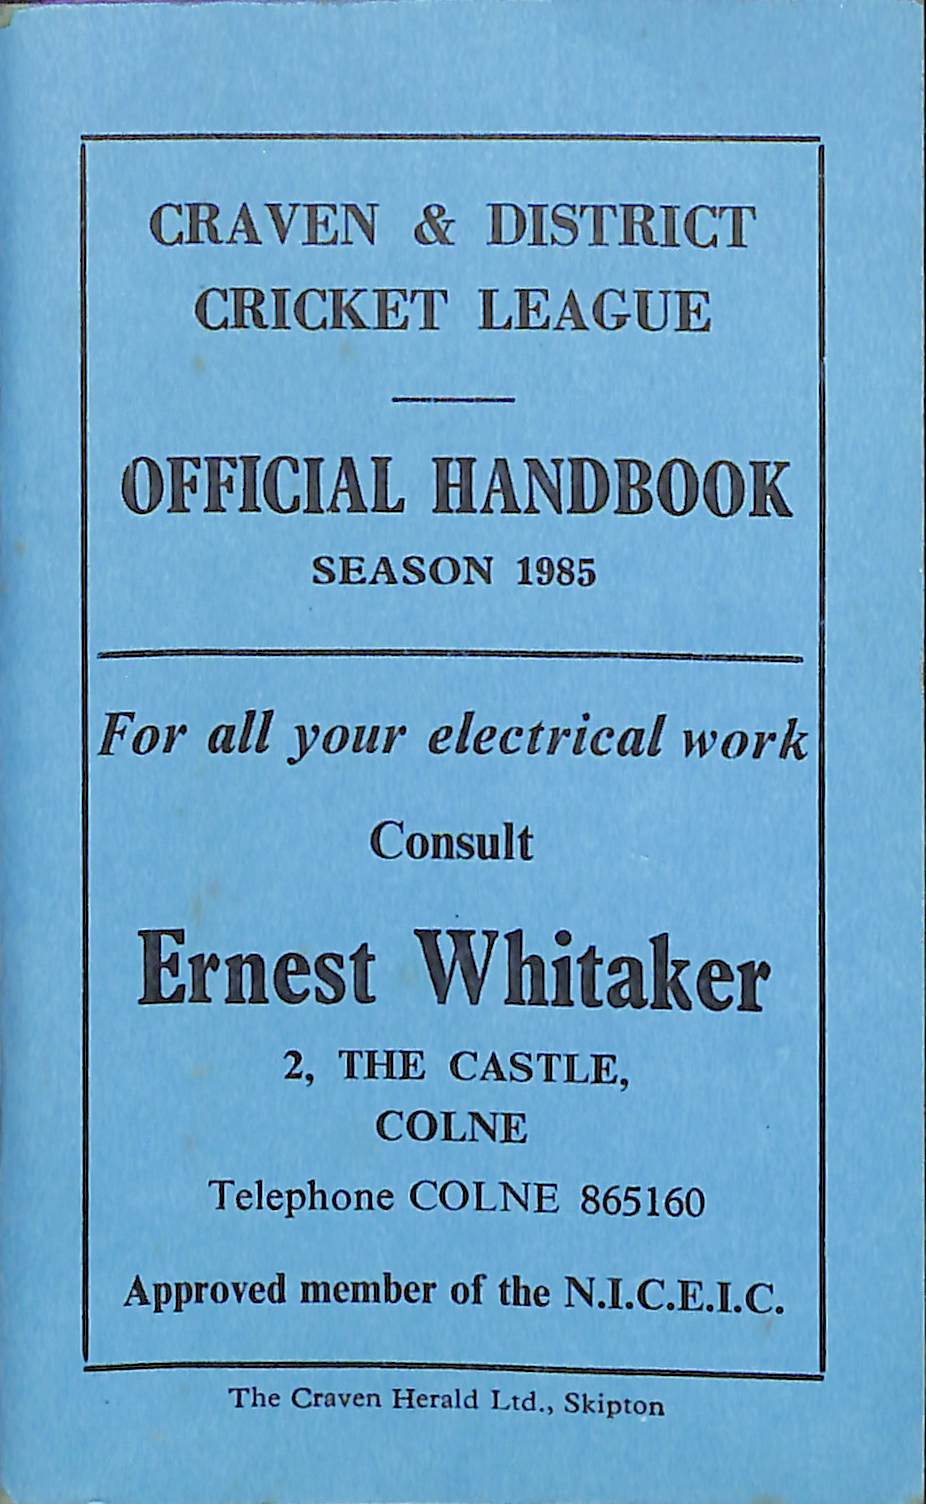 CRAVEN & DISTRICT
CRICKET LEAGUE
OFFICIAL HANDBOOK
SEASON 1985
For all your electrical work
Consult
Ernest Whitaker
2, THE CASTLE,
COLNE
Telephone COLNE 865160
Approved member of the N.I.C.E.I.C.
The Craven Herald Ltd., Skipton